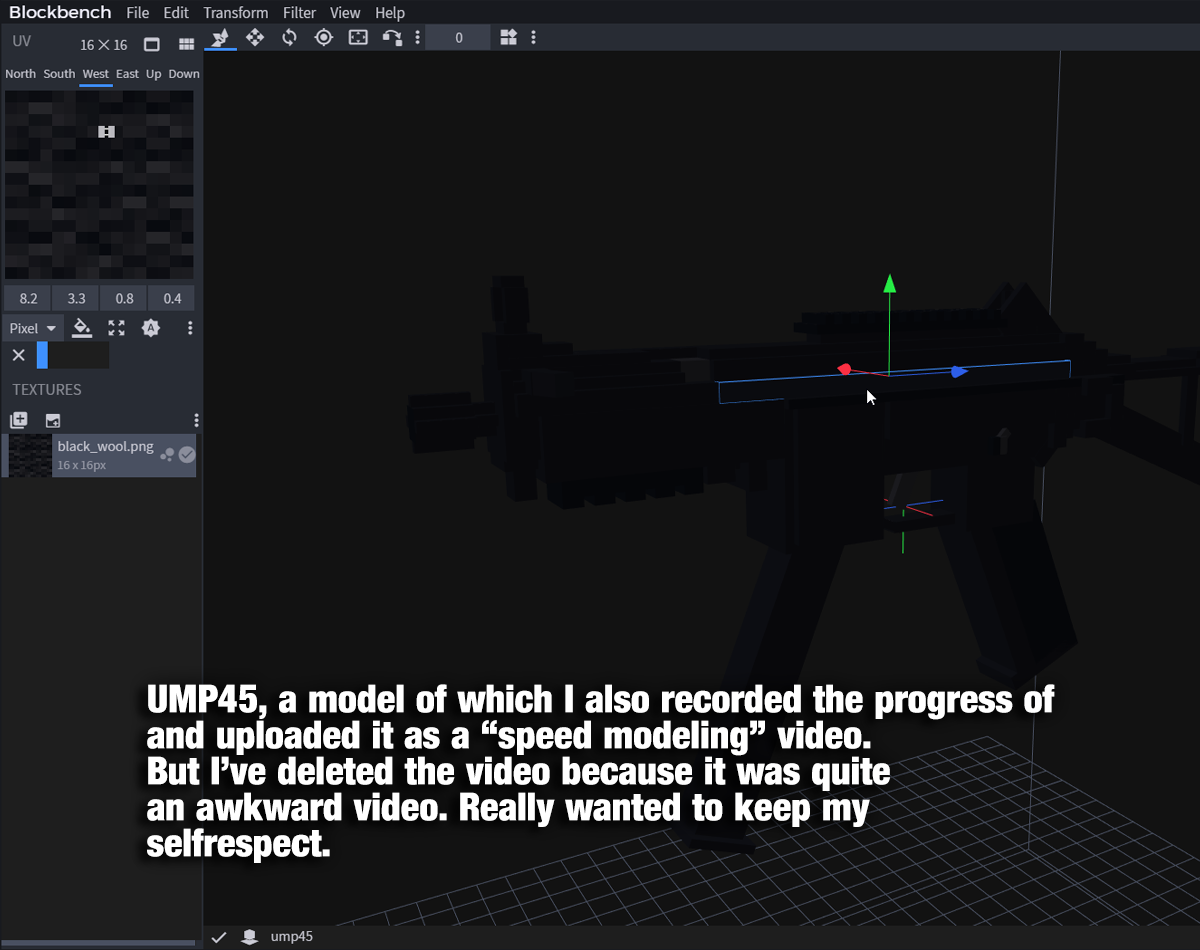 Blockbench File Edit Transform Filter View Help
UV 16 × 16
0
North South West East Up Down
8.2 3.3 0.8 0.4
Pixel
A
TEXTURES
black_wool.png
16 x 16px
UMP45, a model of which I also recorded the progress of
and uploaded it as a “speed modeling” video.
But I’ve deleted the video because it was quite
an awkward video. Really wanted to keep my
selfrespect.
ump45